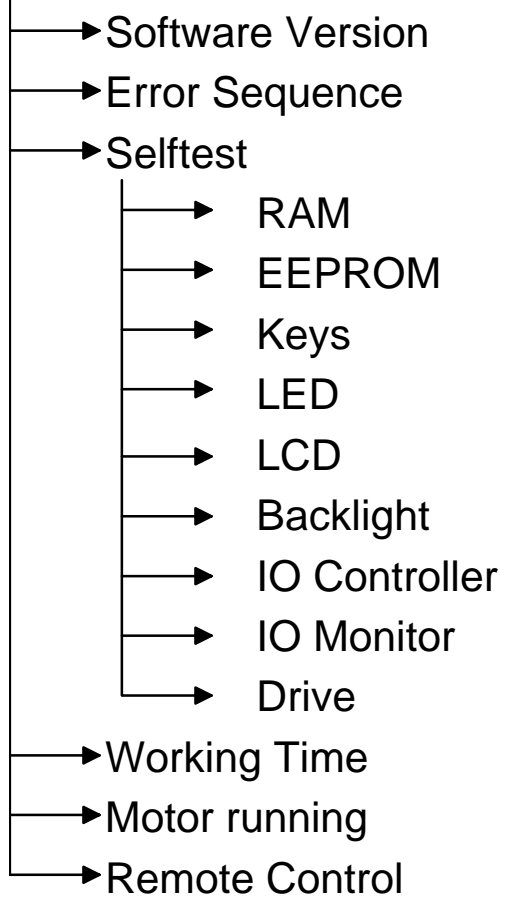 Software Version
Error Sequence
Selftest
RAM
EEPROM
Keys
LED
LCD
Backlight
IO Controller
IO Monitor
Drive
Working Time
Motor running
Remote Control